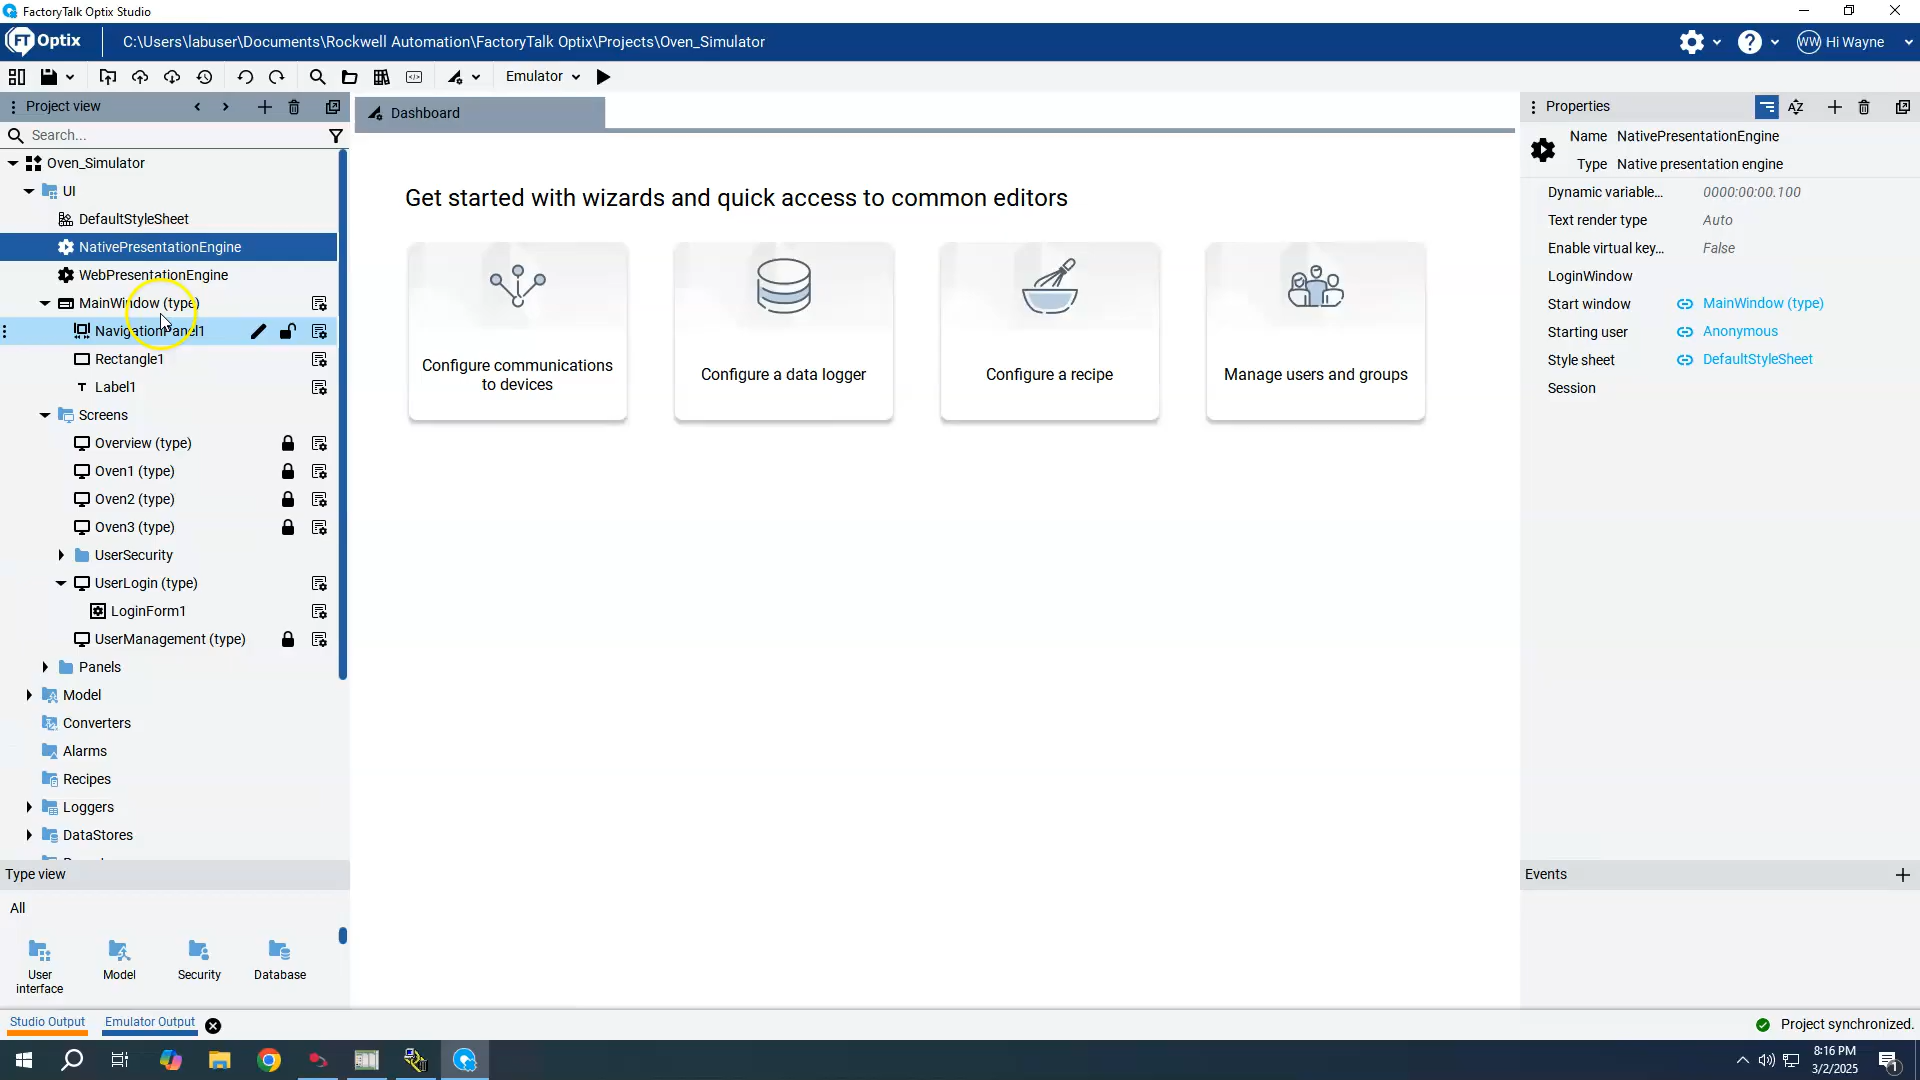 FactoryTalk Optix Studio
FT Optix
C:\Users\labuser\Documents\Rockwell Automation\FactoryTalk Optix\Projects\Oven_Simulator
WW Hi Wayne
Emulator
Project view
Search...
Oven_Simulator
UI
DefaultStyleSheet
NativePresentationEngine
WebPresentationEngine
MainWindow (type)
NavigationPanel1
Rectangle1
Label1
Screens
Overview (type)
Oven1 (type)
Oven2 (type)
Oven3 (type)
UserSecurity
UserLogin (type)
LoginForm1
UserManagement (type)
Panels
Model
Converters
Alarms
Recipes
Loggers
DataStores
Type view
All
User interface
Model
Security
Database
Studio Output
Emulator Output
Dashboard
Get started with wizards and quick access to common editors
Configure communications
to devices
Configure a data logger
Configure a recipe
Manage users and groups
Properties
Name NativePresentationEngine
Type Native presentation engine
Dynamic variable... 0000:00:00.100
Text render type Auto
Enable virtual key... False
LoginWindow
Start window MainWindow (type)
Starting user Anonymous
Style sheet DefaultStyleSheet
Session
Events
Project synchronized.
8:16 PM
3/2/2025
1